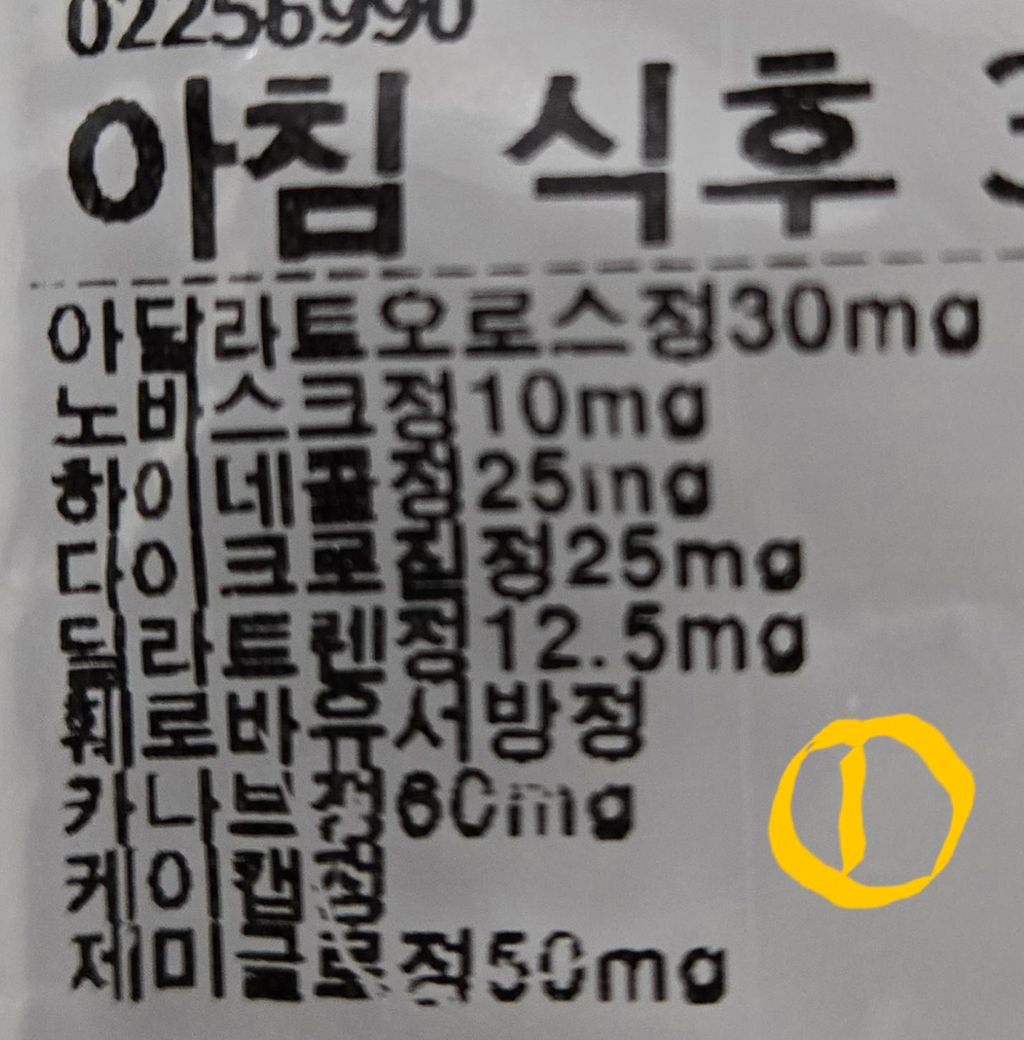 02256990
아침 식후 3
아달라트오로스정30mg
노바스크정10mg
하이네콜정25mg
다이크로진정25mg
딜라트렌정12.5mg
훼로바유서방정
카나브정60mg
케이캡정
제미글로정50mg
①